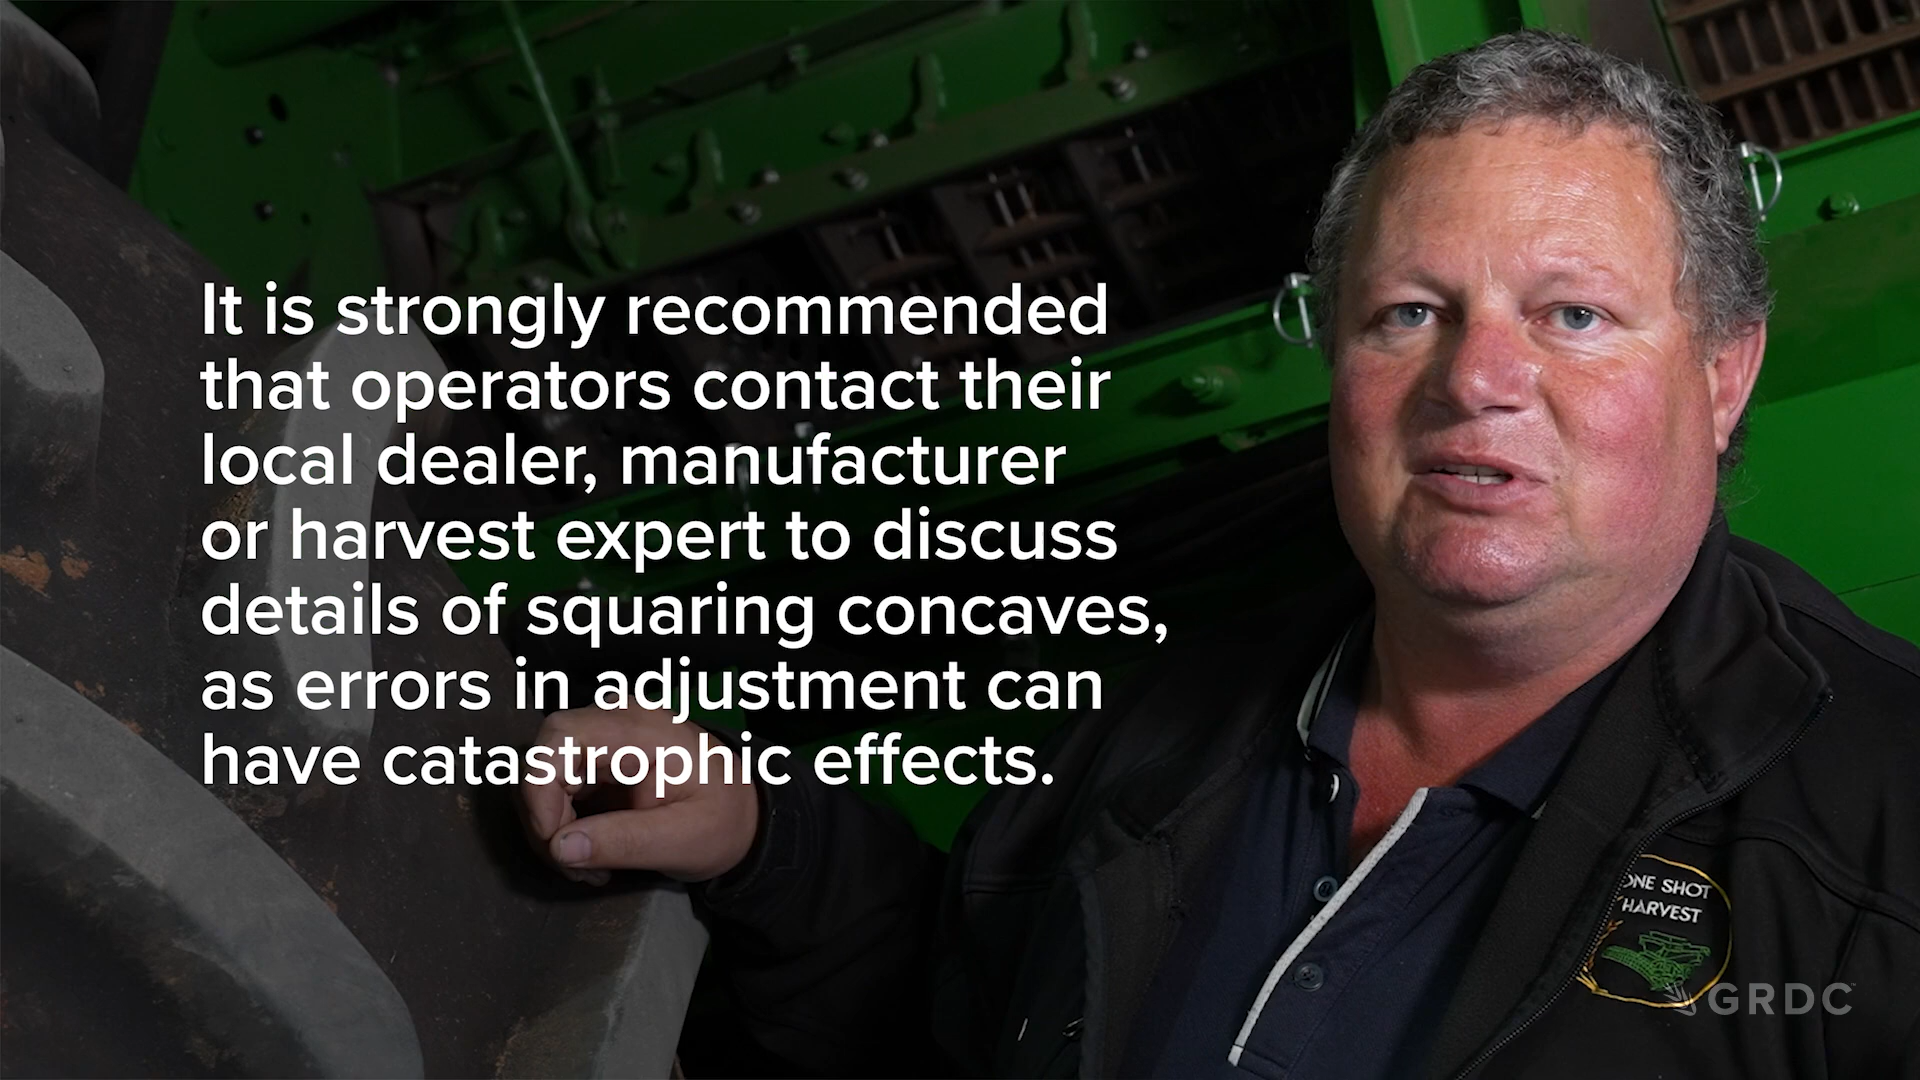 It is strongly recommended
that operators contact their
local dealer, manufacturer
or harvest expert to discuss
details of squaring concaves,
as errors in adjustment can
have catastrophic effects.
ONE SHOT
HARVEST
GRDC